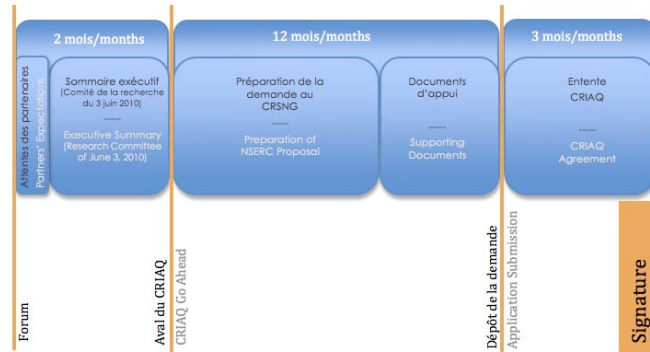 2 mois/months
12 mois/months
3 mois/months
Attentes des partenaires
Partners' Expectations
Sommaire exécutif
(Comité de la recherche
du 3 juin 2010)
-----
Executive Summary
(Research Committee
of June 3, 2010)
Préparation de la
demande au
CRSNG
-----
Preparation of
NSERC Proposal
Documents
d'appui
-----
Supporting
Documents
Entente
CRIAQ
-----
CRIAQ
Agreement
Forum
Aval du CRIAQ
CRIAQ Go Ahead
Dépôt de la demande
Application Submission
Signature